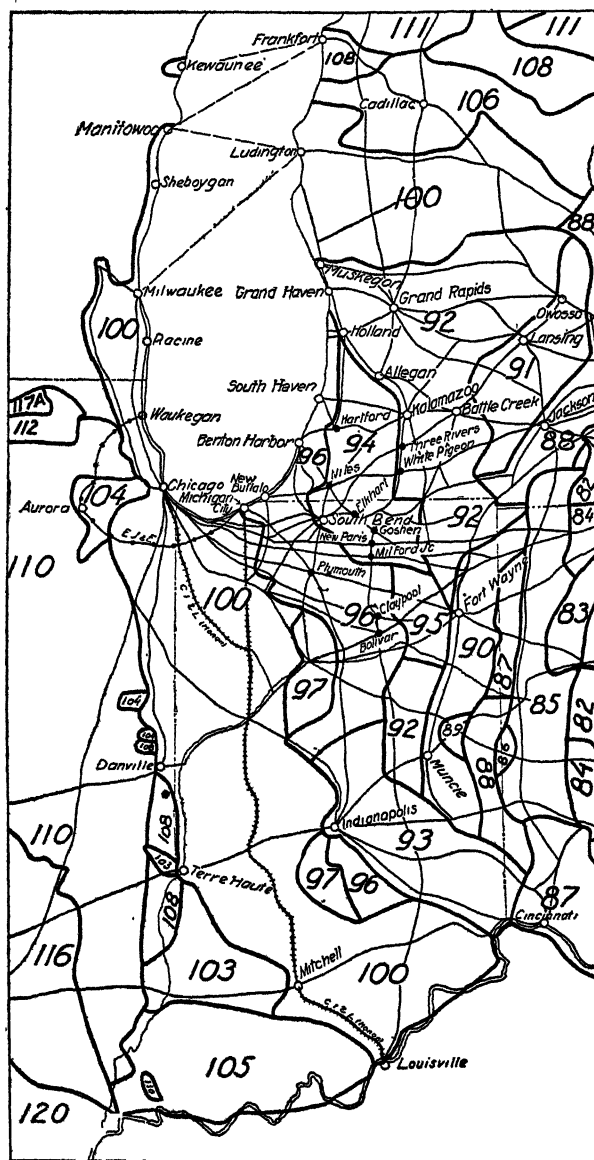 Frankfort
111
111
108
108
Kewaunee
Cadillac
106
Manitowoc
Ludington
Sheboygan
100
88
Muskegon
Milwaukee
Grand Haven
Grand Rapids
Owosso
100
92
Racine
Holland
Lansing
91
Allegan
South Haven
117A
Kalamazoo
Battle Creek
Jackson
112
Waukegan
Hartford
Benton Harbor
96
94
Three Rivers
88
White Pigeon
Niles
Chicago
New
Buffalo
Michigan
City
104
Aurora
Elkhart
South Bend
92
84
Goshen
New Paris
E.J.&E.
Milford Jc.
110
Plymouth
100
Claypool
Fort Wayne
83
96
95
C.I.& L. (Monon)
Bolivar
90
97
87
85
82
104
92
89
86
88
Danville
Muncie
84
108
Indianapolis
110
93
103
97
96
Terre Haute
87
108
Cincinnati
116
103
Mitchell
100
C.I.& L. (Monon)
105
Louisville
110
120